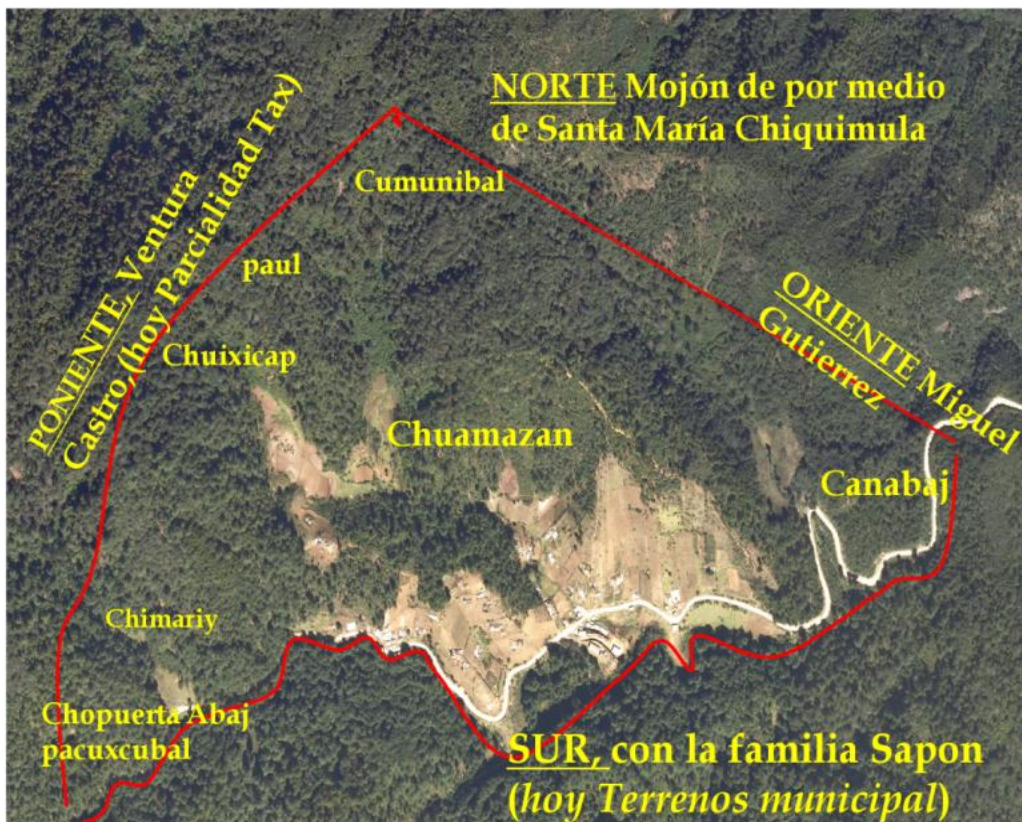 NORTE Mojón de por medio
de Santa María Chiquimula
PONIENTE, Ventura
Castro,(hoy Parcialidad Tax)
Cumunibal
paul
Chuixicap
ORIENTE Miguel
Gutierrez
Chuamazan
Canabaj
Chimariy
Chopuerta Abaj
pacuxcubal
SUR, con la familia Sapon
(hoy Terrenos municipal)